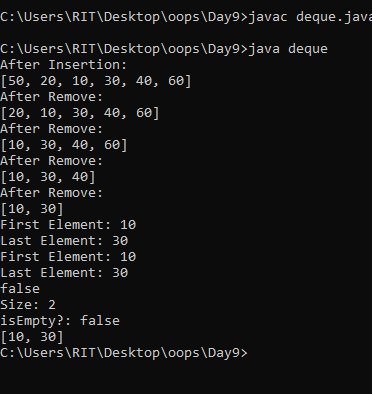 C:\Users\RIT\Desktop\oops\Day9>javac deque.java
C:\Users\RIT\Desktop\oops\Day9>java deque
After Insertion:
[50, 20, 10, 30, 40, 60]
After Remove:
[20, 10, 30, 40, 60]
After Remove:
[10, 30, 40, 60]
After Remove:
[10, 30, 40]
After Remove:
[10, 30]
First Element: 10
Last Element: 30
First Element: 10
Last Element: 30
false
Size: 2
isEmpty?: false
[10, 30]
C:\Users\RIT\Desktop\oops\Day9>